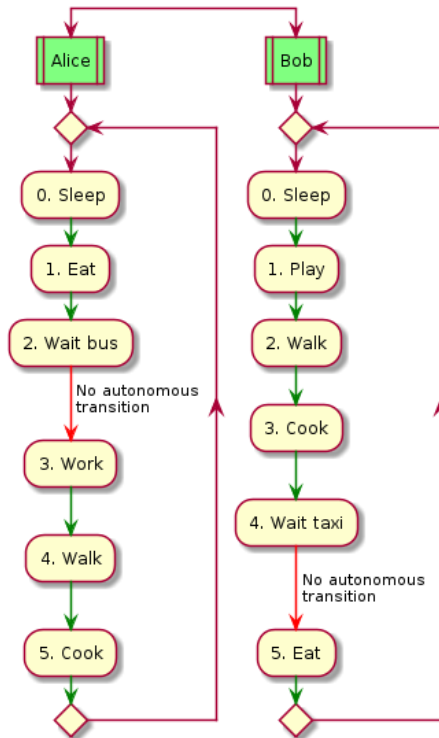 Alice
0. Sleep
1. Eat
2. Wait bus
No autonomous
transition
3. Work
4. Walk
5. Cook
Bob
0. Sleep
1. Play
2. Walk
3. Cook
4. Wait taxi
No autonomous
transition
5. Eat